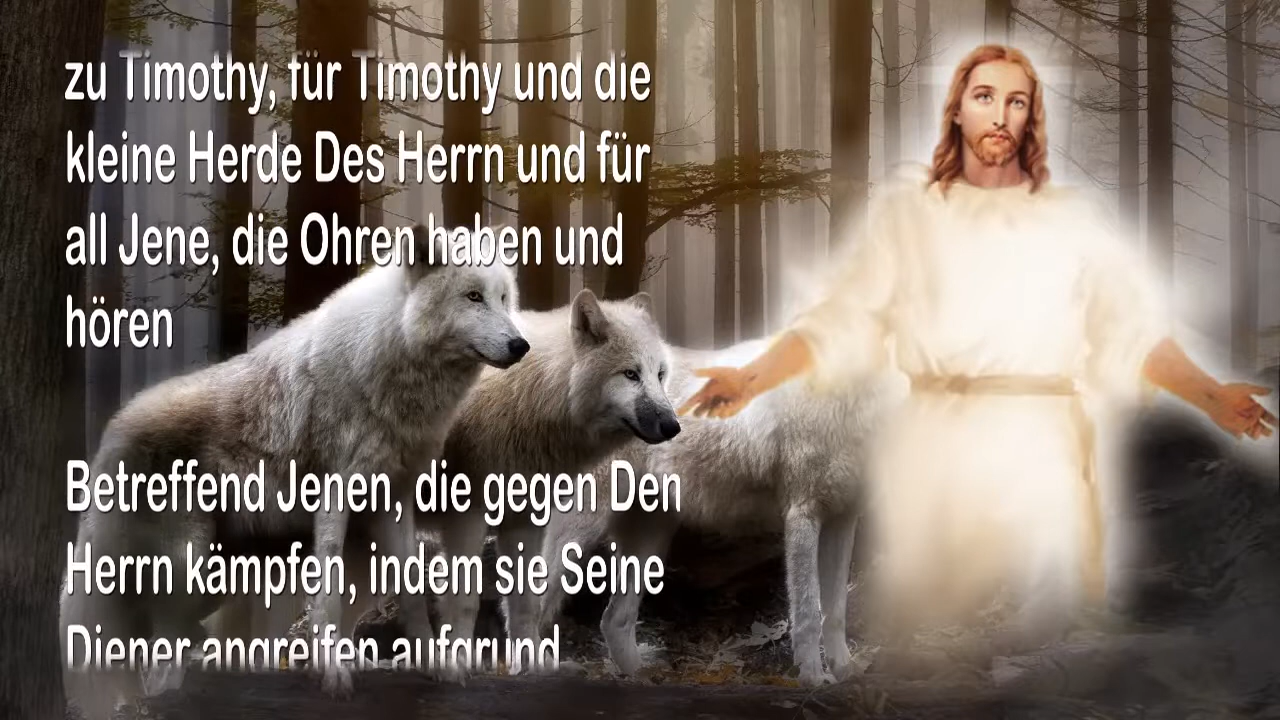 zu Timothy, für Timothy und die
kleine Herde Des Herrn und für
all Jene, die Ohren haben und
hören
Betreffend Jenen, die gegen Den
Herrn kämpfen, indem sie Seine
Diener angreifen aufgrund